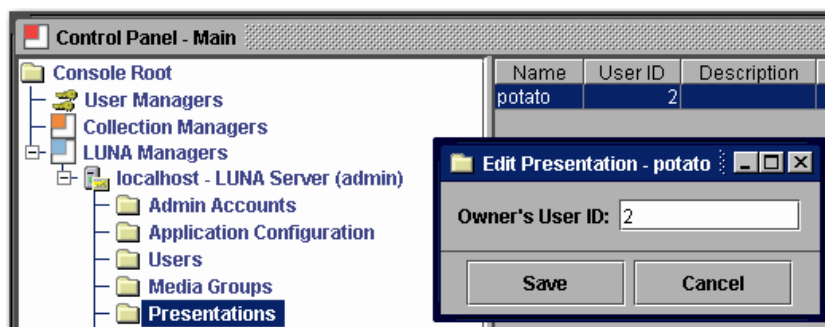 Control Panel - Main
Console Root
User Managers
Collection Managers
LUNA Managers
localhost - LUNA Server (admin)
Admin Accounts
Application Configuration
Users
Media Groups
Presentations
Name User ID Description
potato 2
Edit Presentation - potato
Owner's User ID: 2
Save Cancel